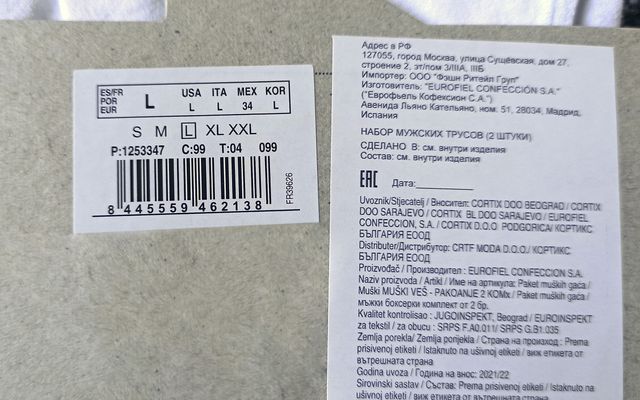 ES/FR
POR
EUR
L
USA ITA MEX KOR
L L 34 L
S M L XL XXL
P:1253347 C:99 T:04 099
8 445559 462138
FR39626
Адрес в РФ
127055, город Москва, улица Сущёвская, дом 27,
строение 2, эт/пом 3/IIIА, IIIБ
Импортер: ООО "Фэшн Ритейл Груп"
Изготовитель: "EUROFIEL CONFECCIÓN S.A."
("Еврофьель Кофексион С.А.")
Авенида Льяно Кательяно, ном. 51, 28034, Мадрид,
Испания
НАБОР МУЖСКИХ ТРУСОВ (2 ШТУКИ)
СДЕЛАНО В: см. внутри изделия
Состав: см. внутри изделия
EAC Дата:
Uvoznik/Stjecatelj / Вносител: CORTIX DOO BEOGRAD / CORTIX
DOO SARAJEVO / CORTIX BL DOO SARAJEVO / EUROFIEL
CONFECCION, S.A./ CORTIX D.O.O. PODGORICA/ КОРТИКС
БЪЛГАРИЯ ЕООД
Distributer/Дистрибутор: CRTF MODA D.O.O./ КОРТИКС
БЪЛГАРИЯ ЕООД
Proizvođač / Производител : EUROFIEL CONFECCION S.A.
Naziv proizvoda / Artikl / Име на артикула: Paket muških gaća /
Muški MUŠKI VEŠ - PAKOANJE 2 KOMx / Paket muških gaća /
мъжки боксерки комплект от 2 бр.
Kvalitet kontrolisao : JUGOINSPEKT, Beograd / EUROINSPEKT
za tekstil / za obucu : SRPS F.A0.011/ SRPS G.B1.035
Zemlja porekla/ Zemlja porijekla / Страна на произход : Prema
prisivenoj etiketi / Istaknuto na ušivnoj etiketi / виж етикета от
вътрешната страна
Godina uvoza / Година на внос: 2021/22
Sirovinski sastav / Състав: Prema prisivenoj etiketi / Istaknuto na
ušivnoj etiketi / виж етикета от вътрешната страна